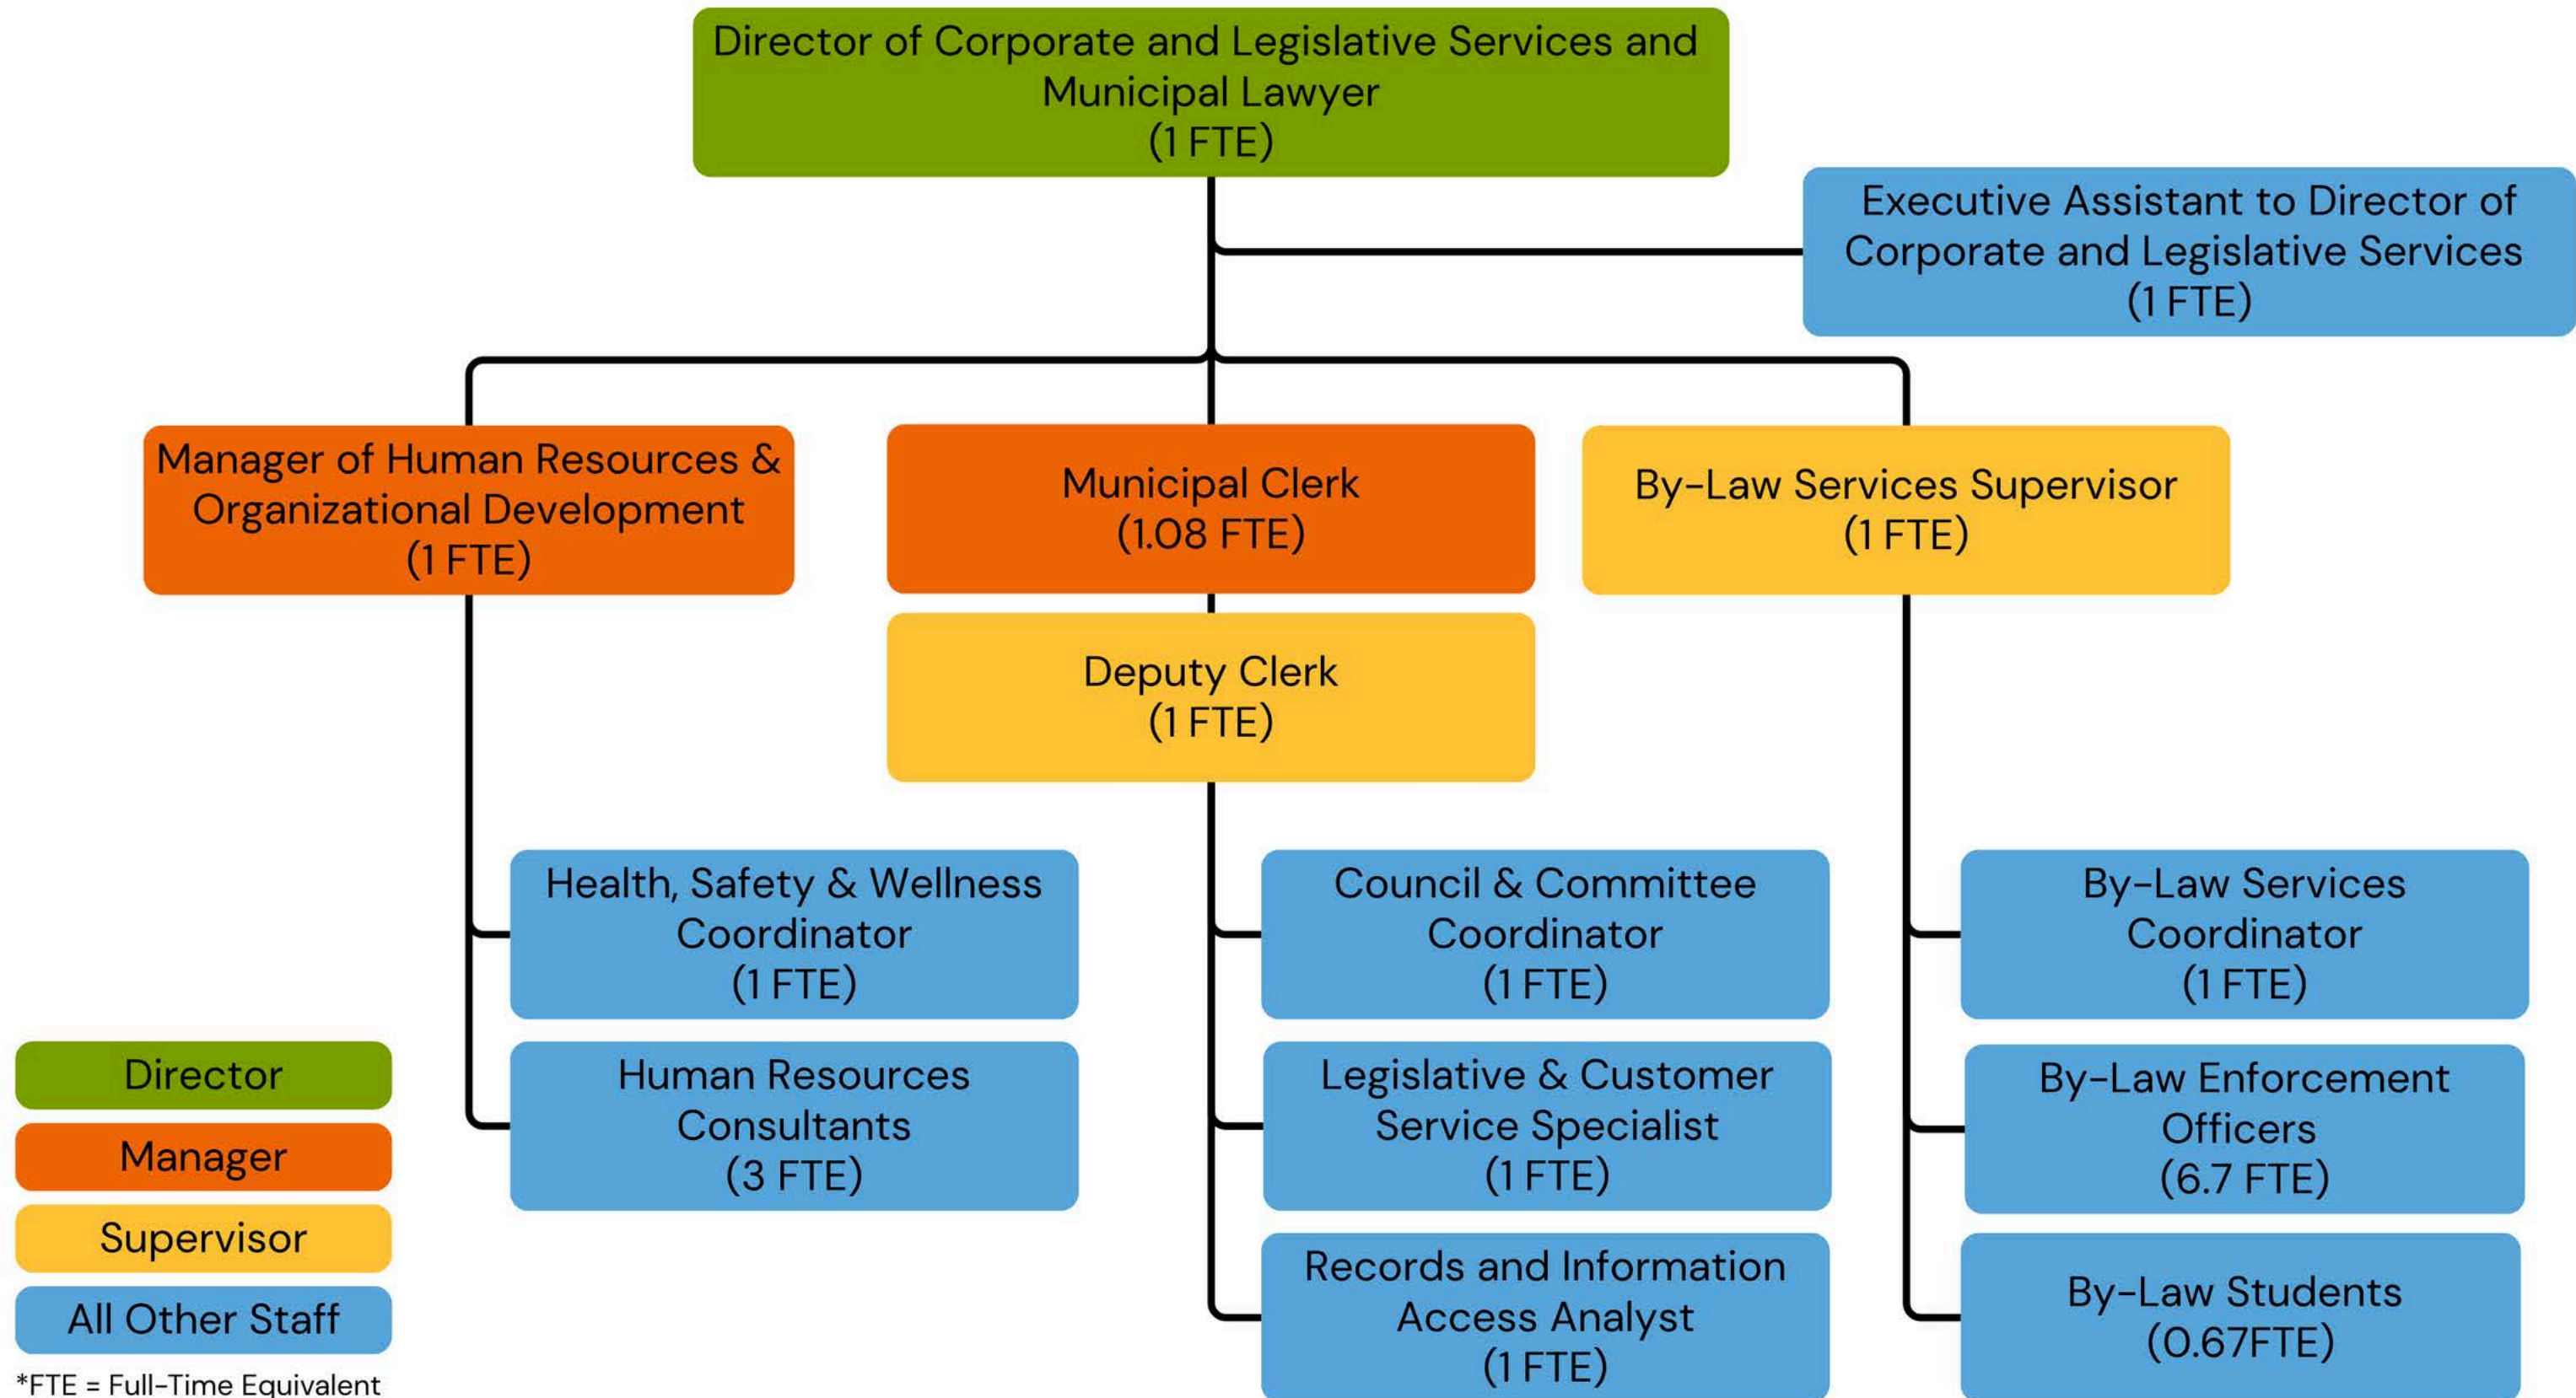 Director of Corporate and Legislative Services and
Municipal Lawyer
(1 FTE)
Executive Assistant to Director of
Corporate and Legislative Services
(1 FTE)
Manager of Human Resources &
Organizational Development
(1 FTE)
Municipal Clerk
(1.08 FTE)
By-Law Services Supervisor
(1 FTE)
Deputy Clerk
(1 FTE)
Health, Safety & Wellness
Coordinator
(1 FTE)
Human Resources
Consultants
(3 FTE)
Council & Committee
Coordinator
(1 FTE)
Legislative & Customer
Service Specialist
(1 FTE)
Records and Information
Access Analyst
(1 FTE)
By-Law Services
Coordinator
(1 FTE)
By-Law Enforcement
Officers
(6.7 FTE)
By-Law Students
(0.67FTE)
Director
Manager
Supervisor
All Other Staff
*FTE = Full-Time Equivalent